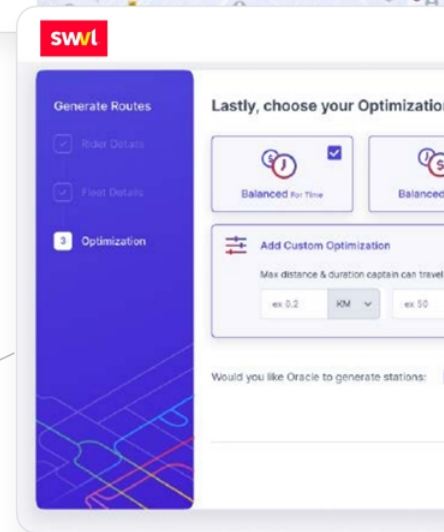 swvl
Generate Routes
Rider Details
Fleet Details
3 Optimization
Lastly, choose your Optimization
Balanced For Time
Balanced
Add Custom Optimization
Max distance & duration captain can travel
ex 0.2 KM ex 50
Would you like Oracle to generate stations: